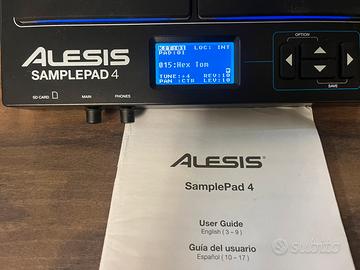 ALESIS
SAMPLEPAD 4
SD CARD
MAIN
PHONES
KIT:01 LOC: INT
PAD:01
015:Hex Tom
TUNE:+4 REV:10
PAN :CTR LEV:10
OPTION
SAVE
ALESIS®
SamplePad 4
User Guide
English ( 3 – 9 )
Guía del usuario
Español ( 10 – 17 )
subito